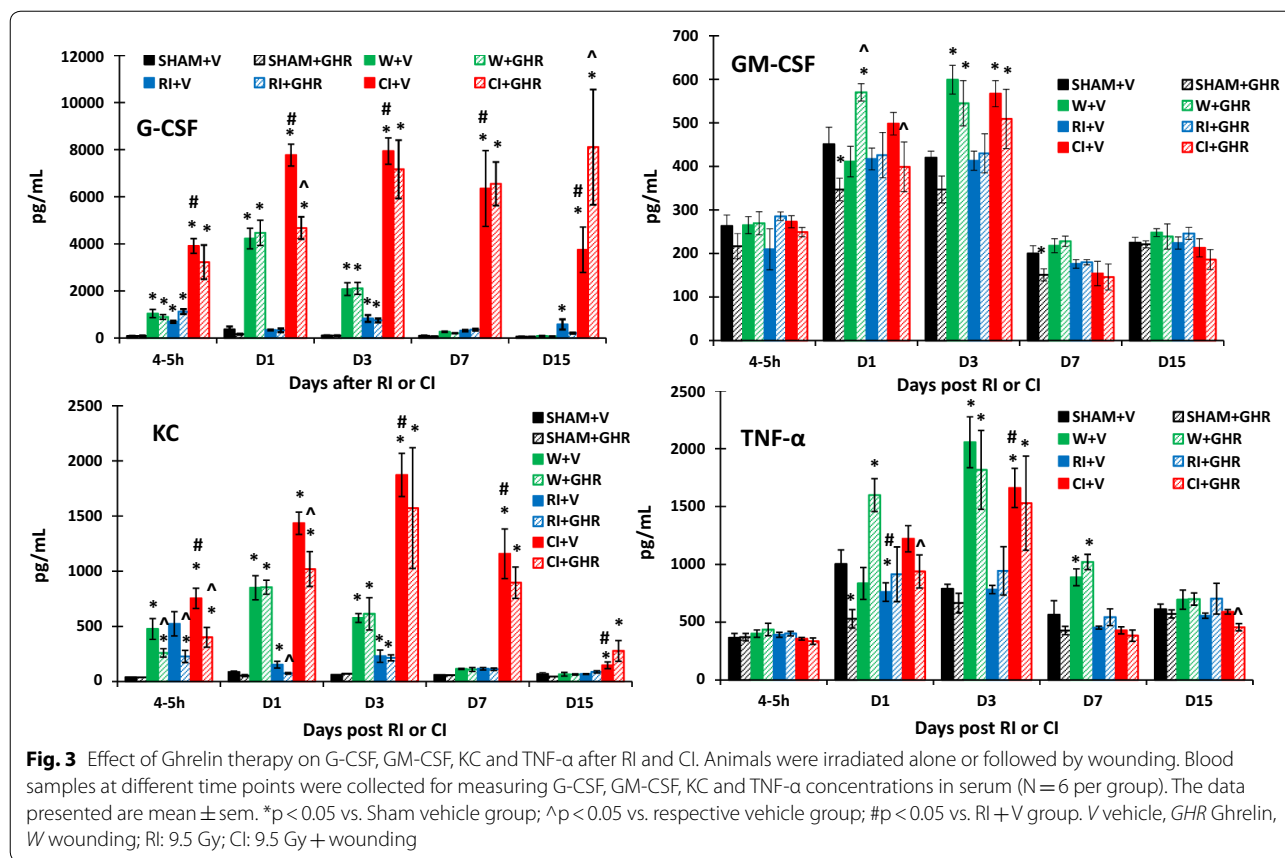 12000
10000
8000
6000
4000
2000
0
pg/mL
SHAM+V
SHAM+GHR
W+V
W+GHR
RI+V
RI+GHR
CI+V
CI+GHR
G-CSF
* * * * # * *
* * # * ^ *
* * * * # * *
# * *
* # * ^ *
4-5h D1 D3 D7 D15
Days after RI or CI
700
600
500
400
300
200
100
0
pg/mL
GM-CSF
SHAM+V
SHAM+GHR
W+V
W+GHR
RI+V
RI+GHR
CI+V
CI+GHR
* ^ * ^
* * * *
*
4-5h D1 D3 D7 D15
Days post RI or CI
2500
2000
1500
1000
500
0
pg/mL
KC
SHAM+V
SHAM+GHR
W+V
W+GHR
RI+V
RI+GHR
CI+V
CI+GHR
* ^ * ^ * # * ^ *
* * * ^ * ^ *
* * * * # * *
# * *
# * *
4-5h D1 D3 D7 D15
Days post RI or CI
2500
2000
1500
1000
500
0
pg/mL
TNF-α
SHAM+V
SHAM+GHR
W+V
W+GHR
RI+V
RI+GHR
CI+V
CI+GHR
* * # * ^
* * # * *
* *
^
4-5h D1 D3 D7 D15
Days post RI or CI
Fig. 3 Effect of Ghrelin therapy on G-CSF, GM-CSF, KC and TNF-α after RI and CI. Animals were irradiated alone or followed by wounding. Blood
samples at different time points were collected for measuring G-CSF, GM-CSF, KC and TNF-α concentrations in serum (N = 6 per group). The data
presented are mean ± sem. *p < 0.05 vs. Sham vehicle group; ^p < 0.05 vs. respective vehicle group; #p < 0.05 vs. RI + V group. V vehicle, GHR Ghrelin,
W wounding; RI: 9.5 Gy; CI: 9.5 Gy + wounding